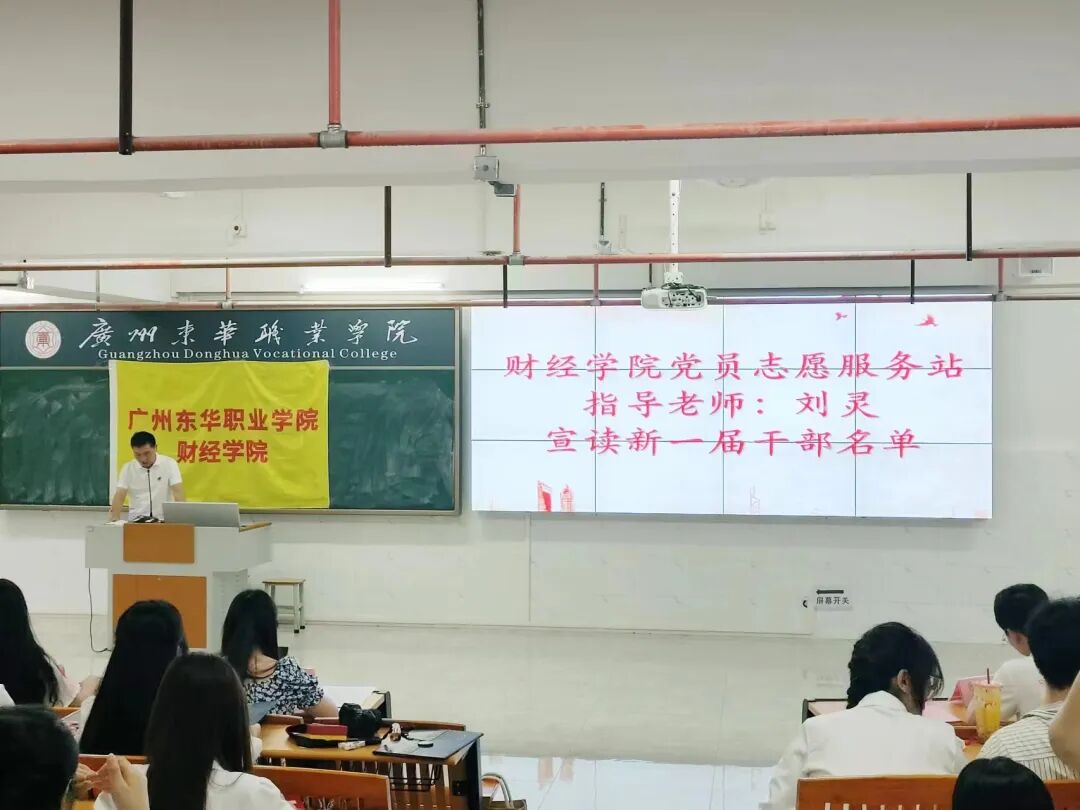 廣州東華職業學院
Guangzhou Donghua Vocational College
广州东华职业学院
财经学院
财经学院党员志愿服务站
指导老师：刘灵
宣读新一届干部名单
屏幕开关